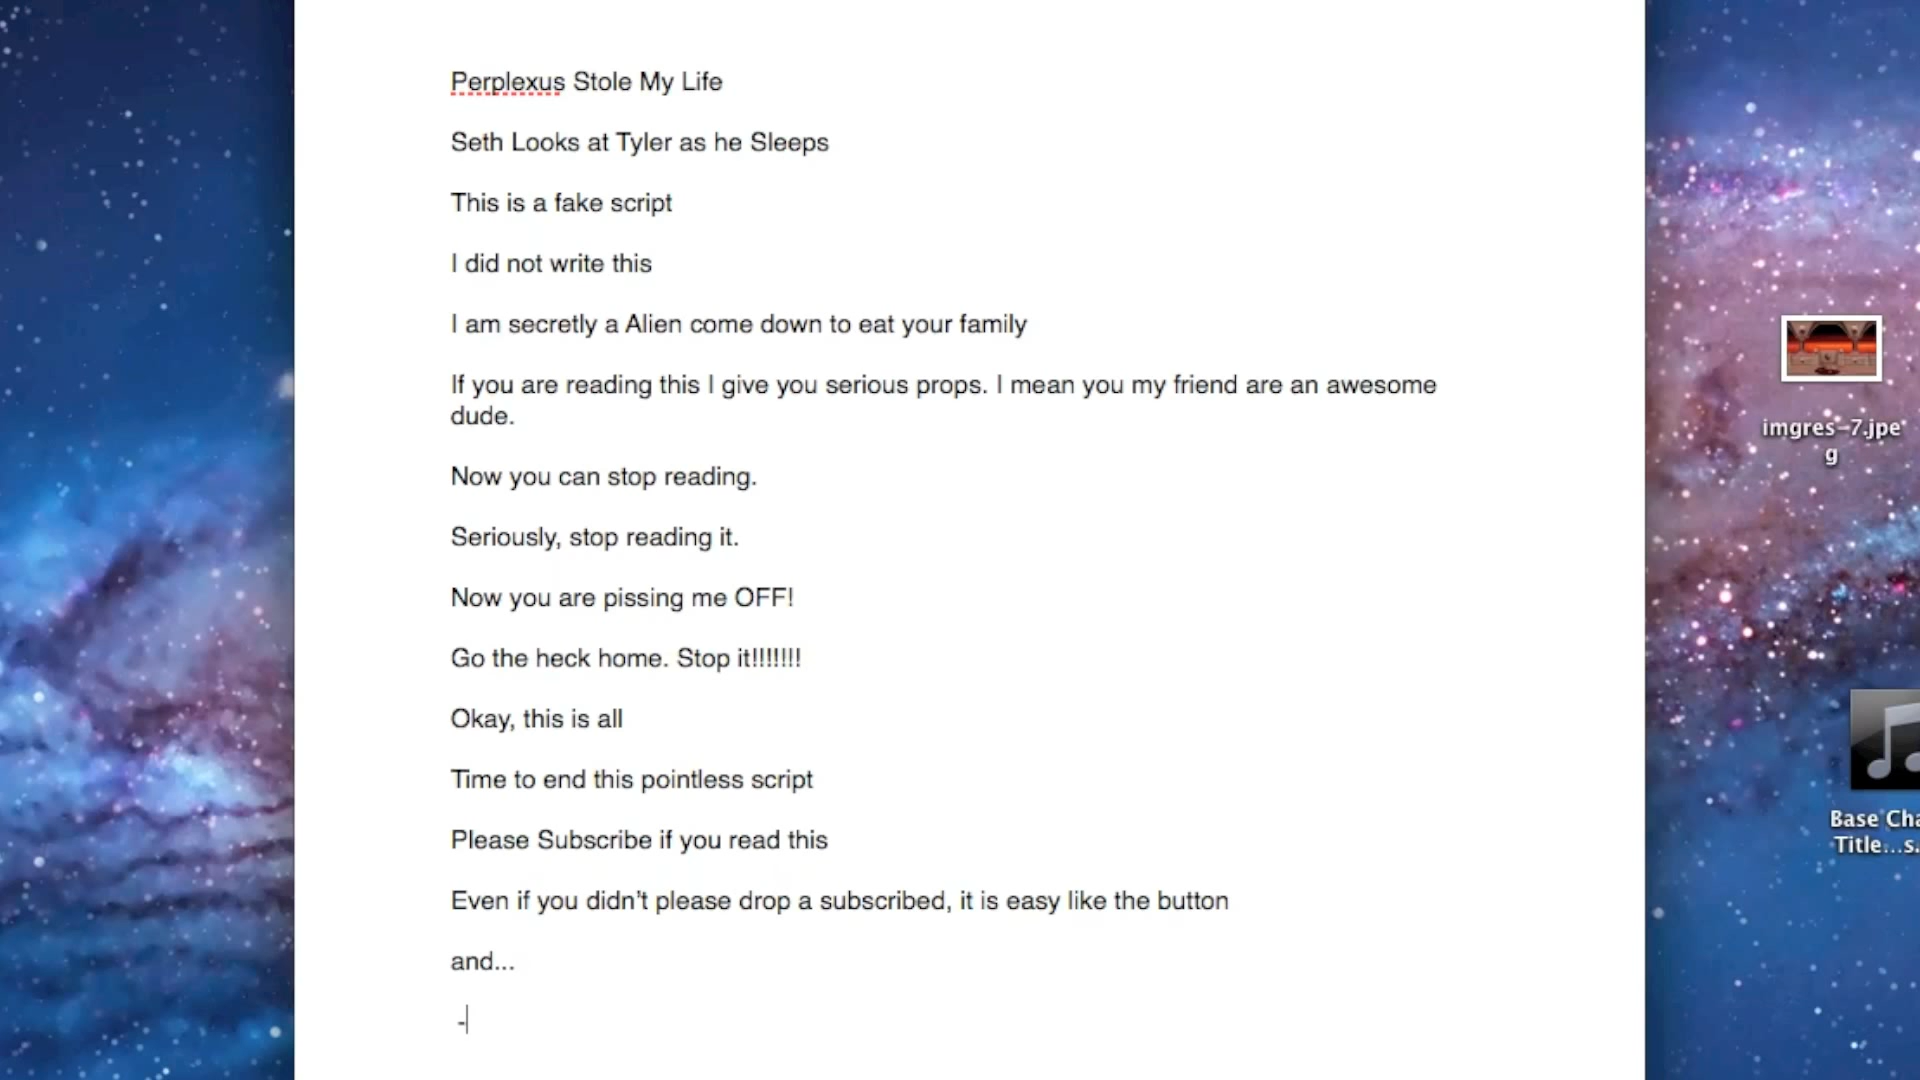 Perplexus Stole My Life
Seth Looks at Tyler as he Sleeps
This is a fake script
I did not write this
I am secretly a Alien come down to eat your family
If you are reading this I give you serious props. I mean you my friend are an awesome
dude.
Now you can stop reading.
Seriously, stop reading it.
Now you are pissing me OFF!
Go the heck home. Stop it!!!!!!!
Okay, this is all
Time to end this pointless script
Please Subscribe if you read this
Even if you didn't please drop a subscribed, it is easy like the button
and...
-
imgres-7.jpe
g
Base Cha
Title...s.